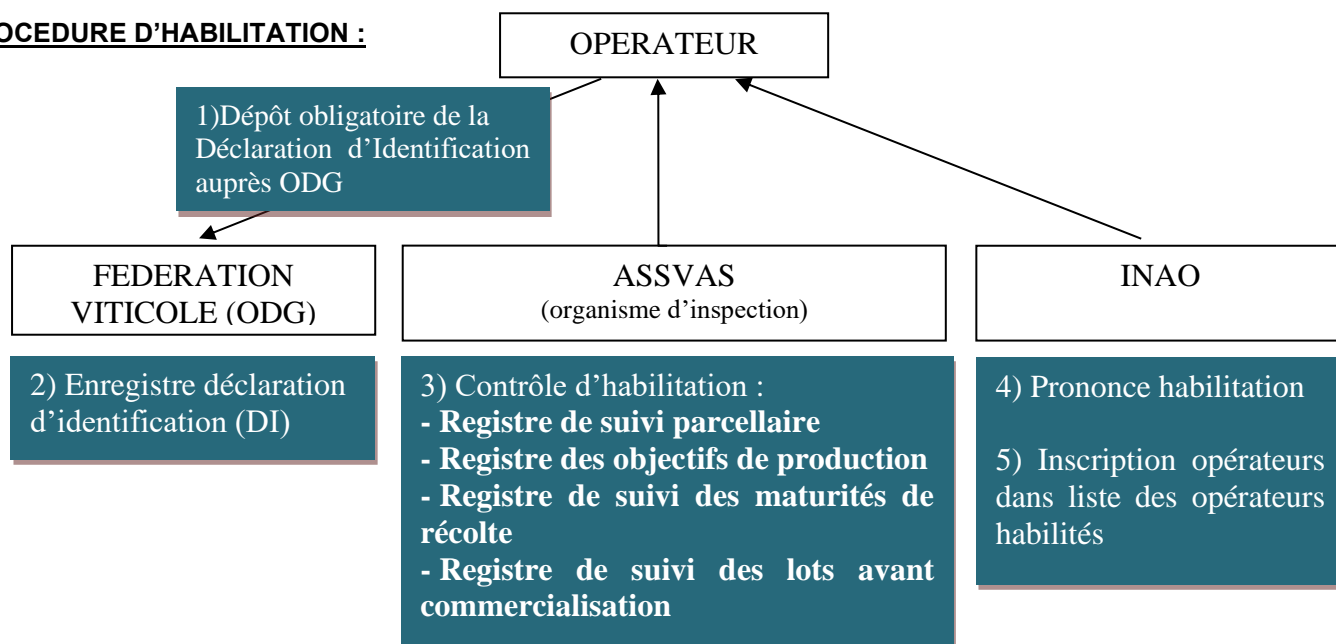 OCEDURE D'HABILITATION :
OPERATEUR
1)Dépôt obligatoire de la
Déclaration d'Identification
auprès ODG
FEDERATION
VITICOLE (ODG)
ASSVAS
(organisme d'inspection)
INAO
2) Enregistre déclaration
d'identification (DI)
3) Contrôle d'habilitation :
- Registre de suivi parcellaire
- Registre des objectifs de production
- Registre de suivi des maturités de
récolte
- Registre de suivi des lots avant
commercialisation
4) Prononce habilitation
5) Inscription opérateurs
dans liste des opérateurs
habilités